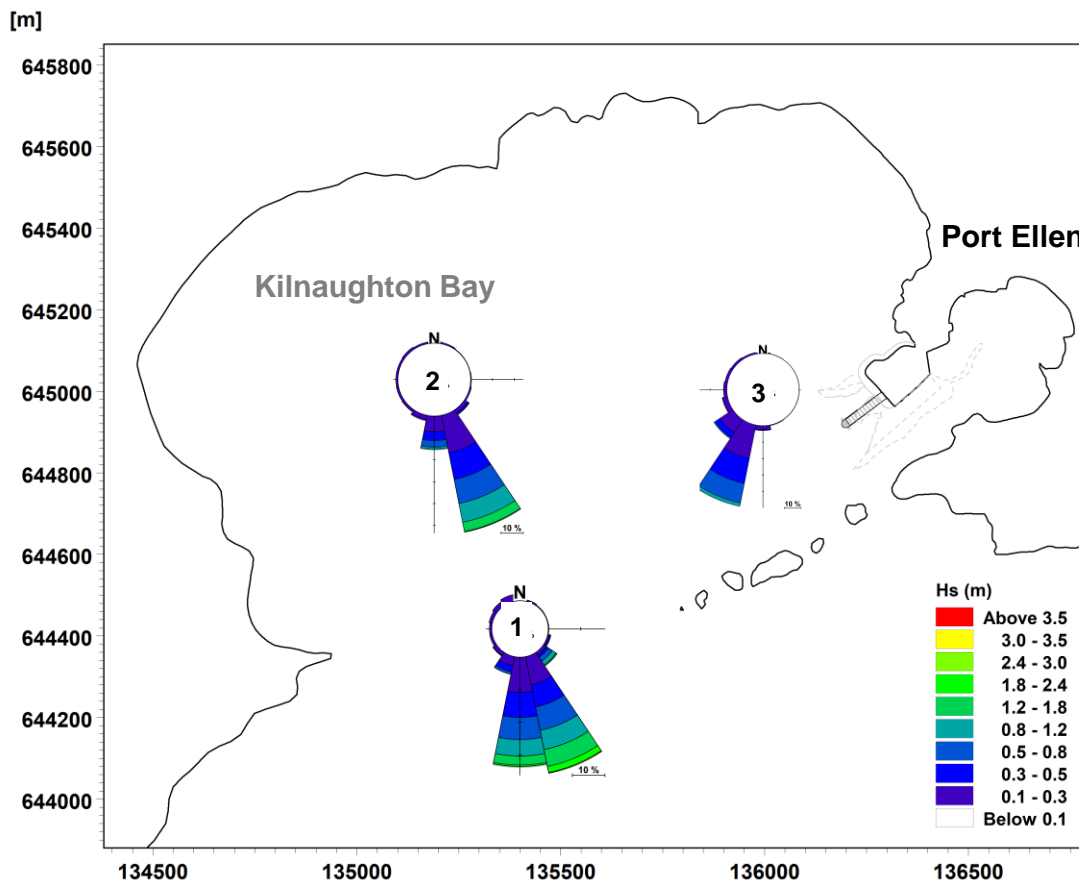 [m]
645800
645600
645400
Port Ellen
Kilnaughton Bay
645200
N
N
2
3
645000
644800
10 %
10 %
644600
N
Hs (m)
1
Above 3.5
644400
3.0 - 3.5
2.4 - 3.0
1.8 - 2.4
644200
1.2 - 1.8
0.8 - 1.2
10 %
0.5 - 0.8
0.3 - 0.5
644000
0.1 - 0.3
Below 0.1
134500 135000 135500 136000 136500